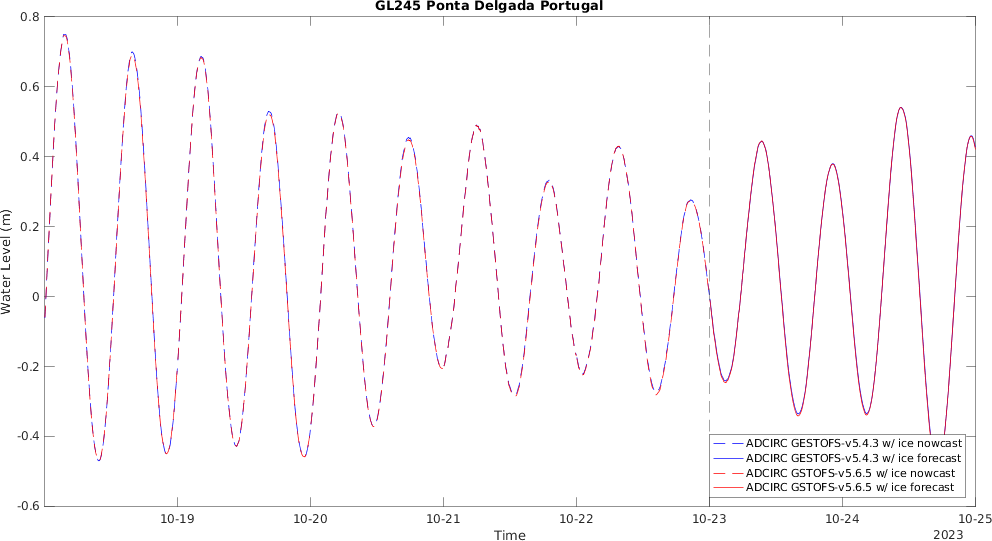 GL245 Ponta Delgada Portugal
0.8
0.6
0.4
0.2
0
-0.2
-0.4
-0.6
Water Level (m)
ADCIRC GESTOFS-v5.4.3 w/ ice nowcast
ADCIRC GESTOFS-v5.4.3 w/ ice forecast
ADCIRC GSTOFS-v5.6.5 w/ ice nowcast
ADCIRC GSTOFS-v5.6.5 w/ ice forecast
10-19 10-20 10-21 10-22 10-23 10-24 10-25
Time
2023